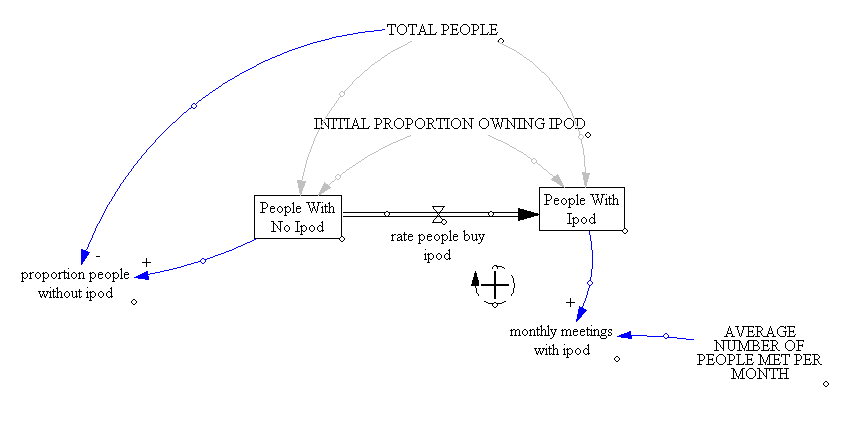 TOTAL PEOPLE
INITIAL PROPORTION OWNING IPOD
People With
No Ipod
People With
Ipod
rate people buy
ipod
-
+
proportion people
without ipod
+
+
monthly meetings
with ipod
AVERAGE
NUMBER OF
PEOPLE MET PER
MONTH